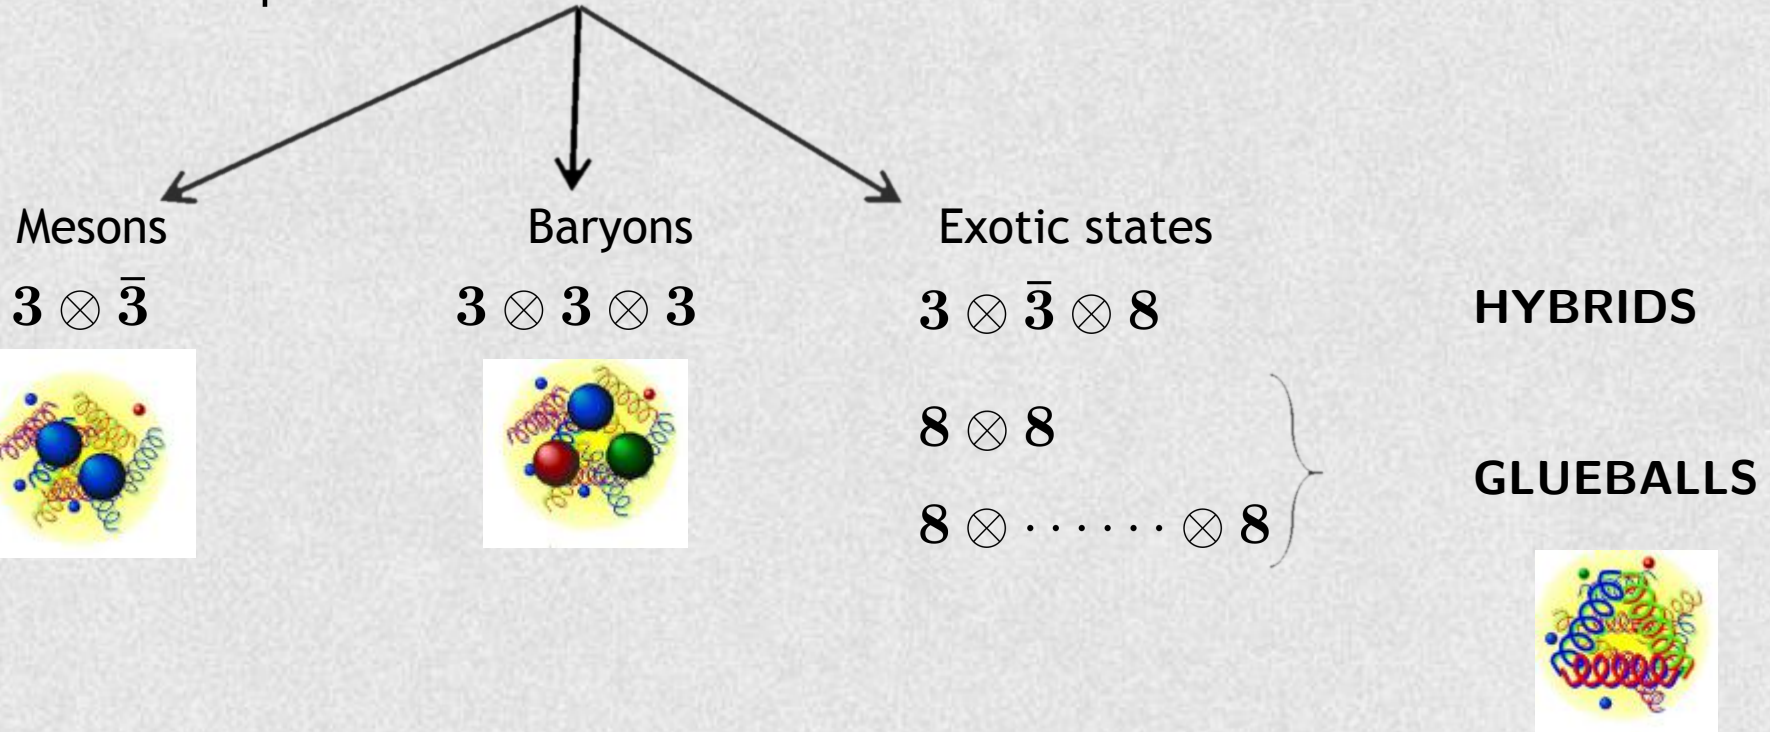 Mesons Baryons Exotic states
3 ⊗ 3̄ 3 ⊗ 3 ⊗ 3 3 ⊗ 3̄ ⊗ 8 HYBRIDS
8 ⊗ 8
GLUEBALLS
8 ⊗ · · · · · · ⊗ 8